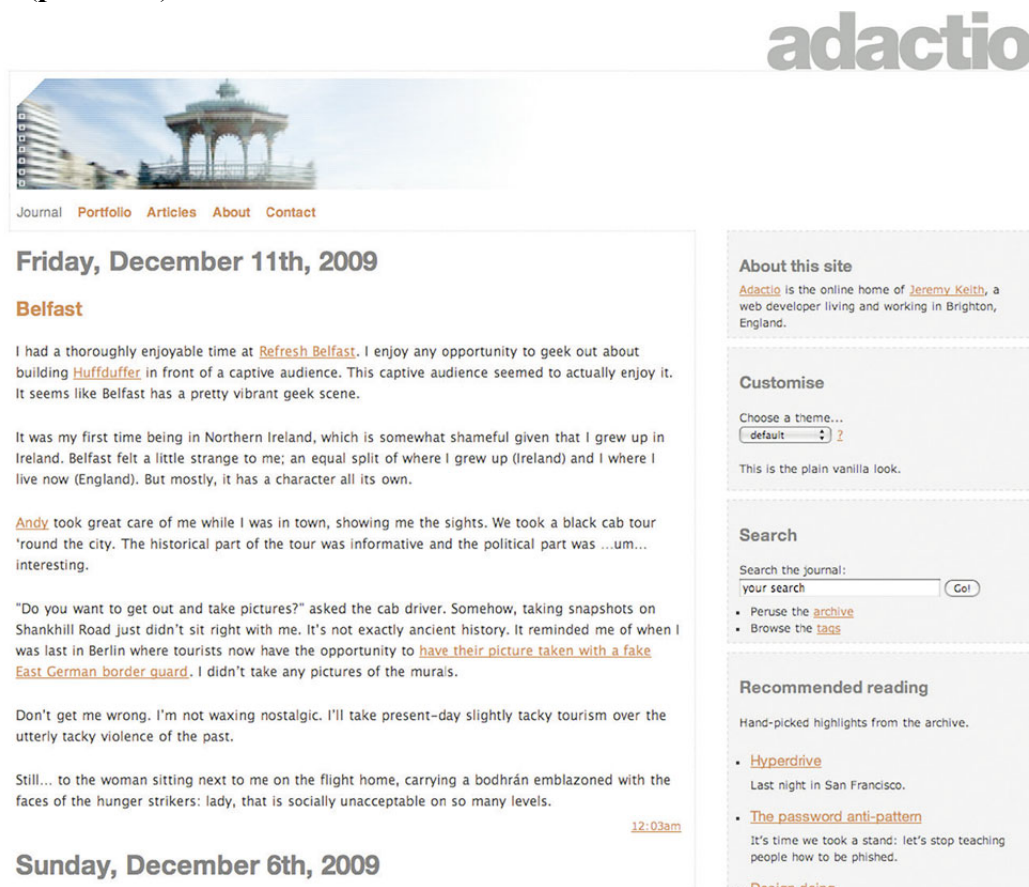 adactio
Journal Portfolio Articles About Contact
Friday, December 11th, 2009
Belfast
I had a thoroughly enjoyable time at Refresh Belfast. I enjoy any opportunity to geek out about
building Huffduffer in front of a captive audience. This captive audience seemed to actually enjoy it.
It seems like Belfast has a pretty vibrant geek scene.
It was my first time being in Northern Ireland, which is somewhat shameful given that I grew up in
Ireland. Belfast felt a little strange to me; an equal split of where I grew up (Ireland) and I where I
live now (England). But mostly, it has a character all its own.
Andy took great care of me while I was in town, showing me the sights. We took a black cab tour
'round the city. The historical part of the tour was informative and the political part was ...um...
interesting.
"Do you want to get out and take pictures?" asked the cab driver. Somehow, taking snapshots on
Shankhill Road just didn't sit right with me. It's not exactly ancient history. It reminded me of when I
was last in Berlin where tourists now have the opportunity to have their picture taken with a fake
East German border guard. I didn't take any pictures of the murals.
Don't get me wrong. I'm not waxing nostalgic. I'll take present-day slightly tacky tourism over the
utterly tacky violence of the past.
Still... to the woman sitting next to me on the flight home, carrying a bodhrán emblazoned with the
faces of the hunger strikers: lady, that is socially unacceptable on so many levels.
12:03am
Sunday, December 6th, 2009
About this site
Adactio is the online home of Jeremy Keith, a
web developer living and working in Brighton,
England.
Customise
Choose a theme...
default ?
This is the plain vanilla look.
Search
Search the journal:
your search Go!
• Peruse the archive
• Browse the tags
Recommended reading
Hand-picked highlights from the archive.
• Hyperdrive
Last night in San Francisco.
• The password anti-pattern
It's time we took a stand: let's stop teaching
people how to be phished.